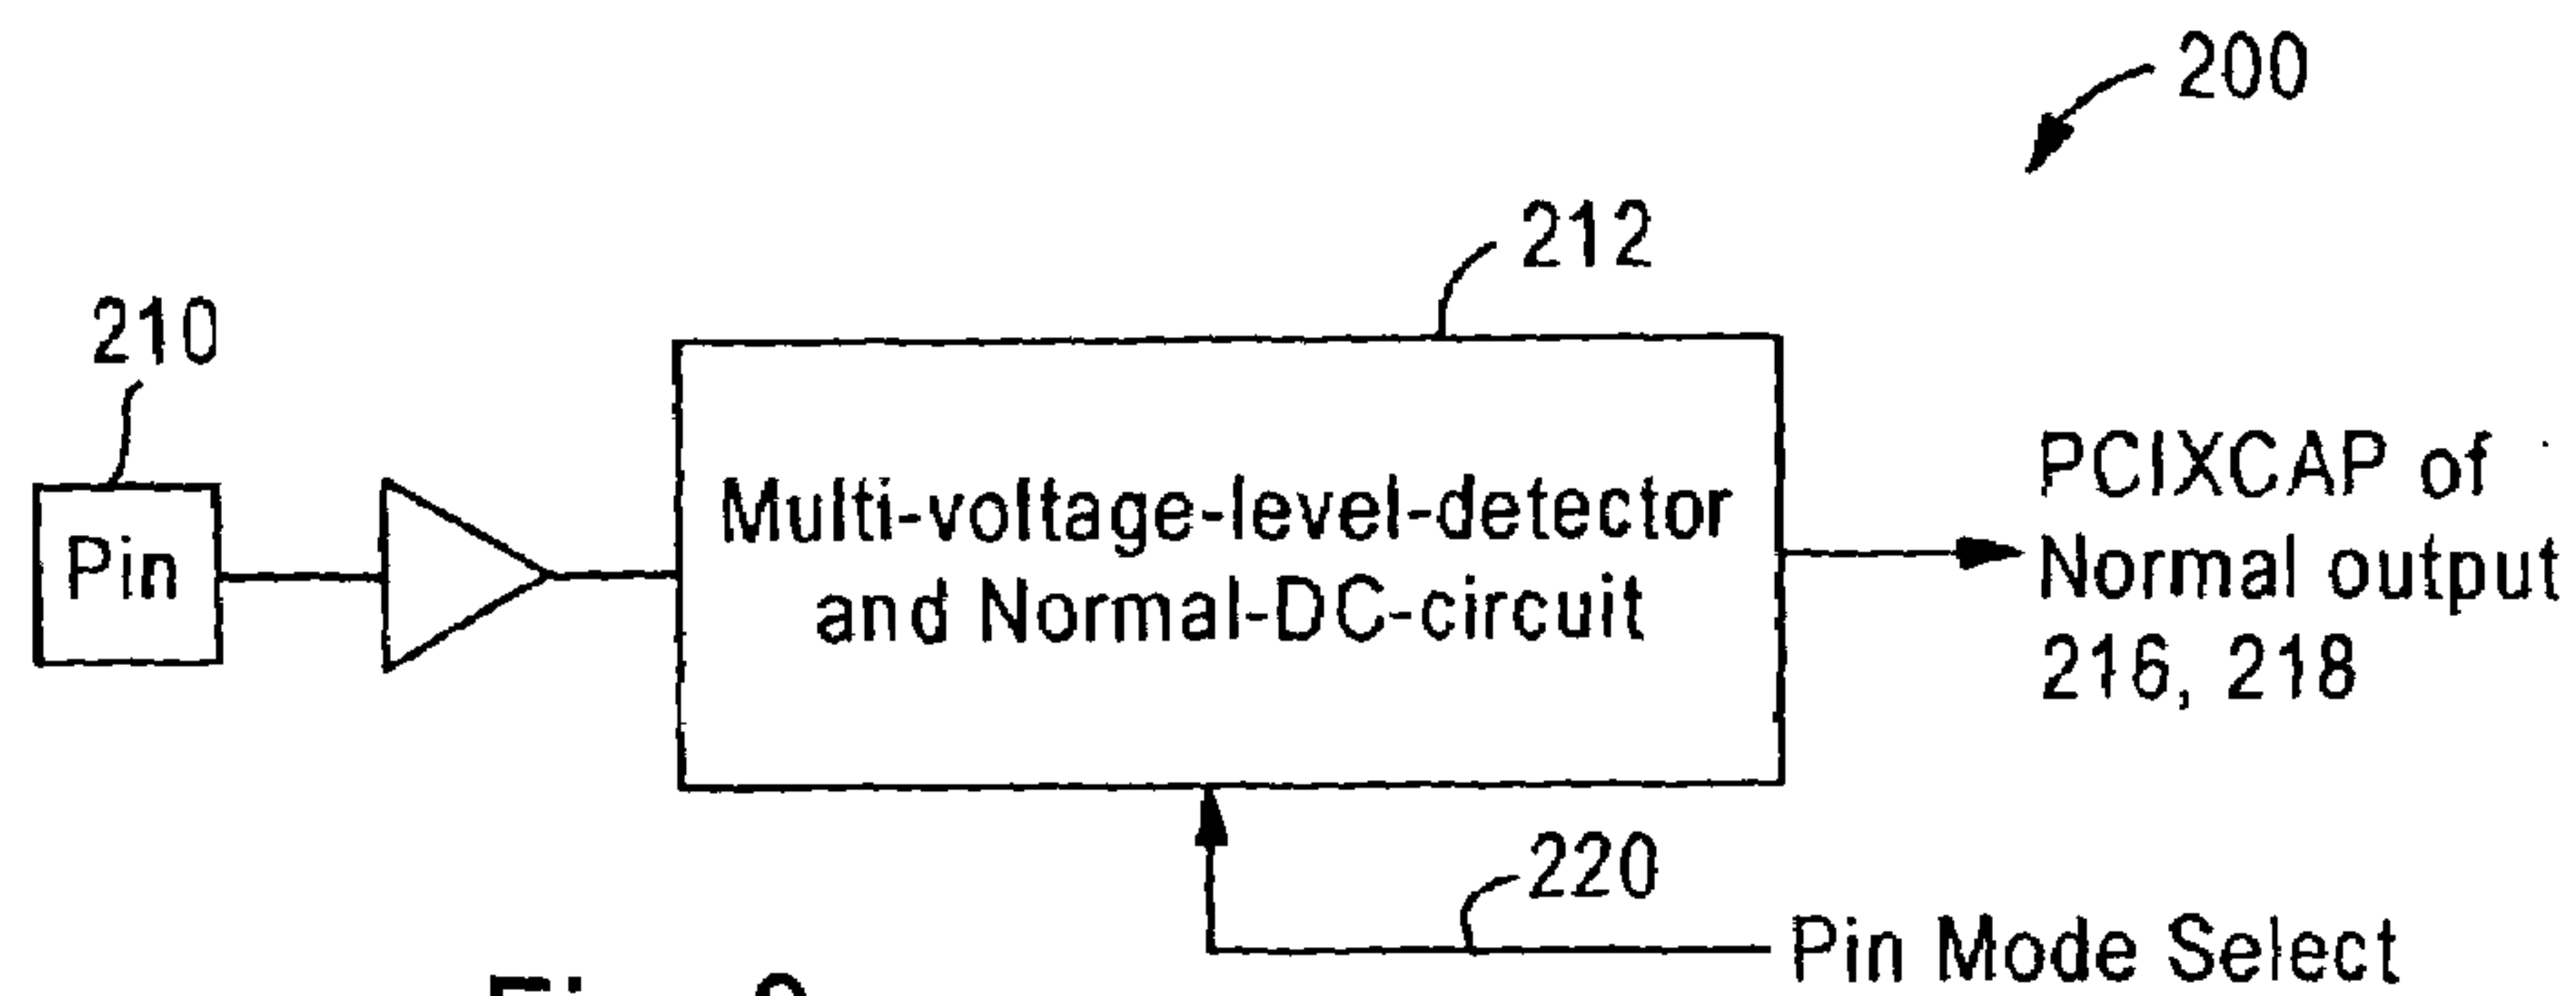 200
212
210
Pin
Multi-voltage-level-detector
and Normal-DC-circuit
PCIXCAP of
Normal output
216, 218
220
Pin Mode Select